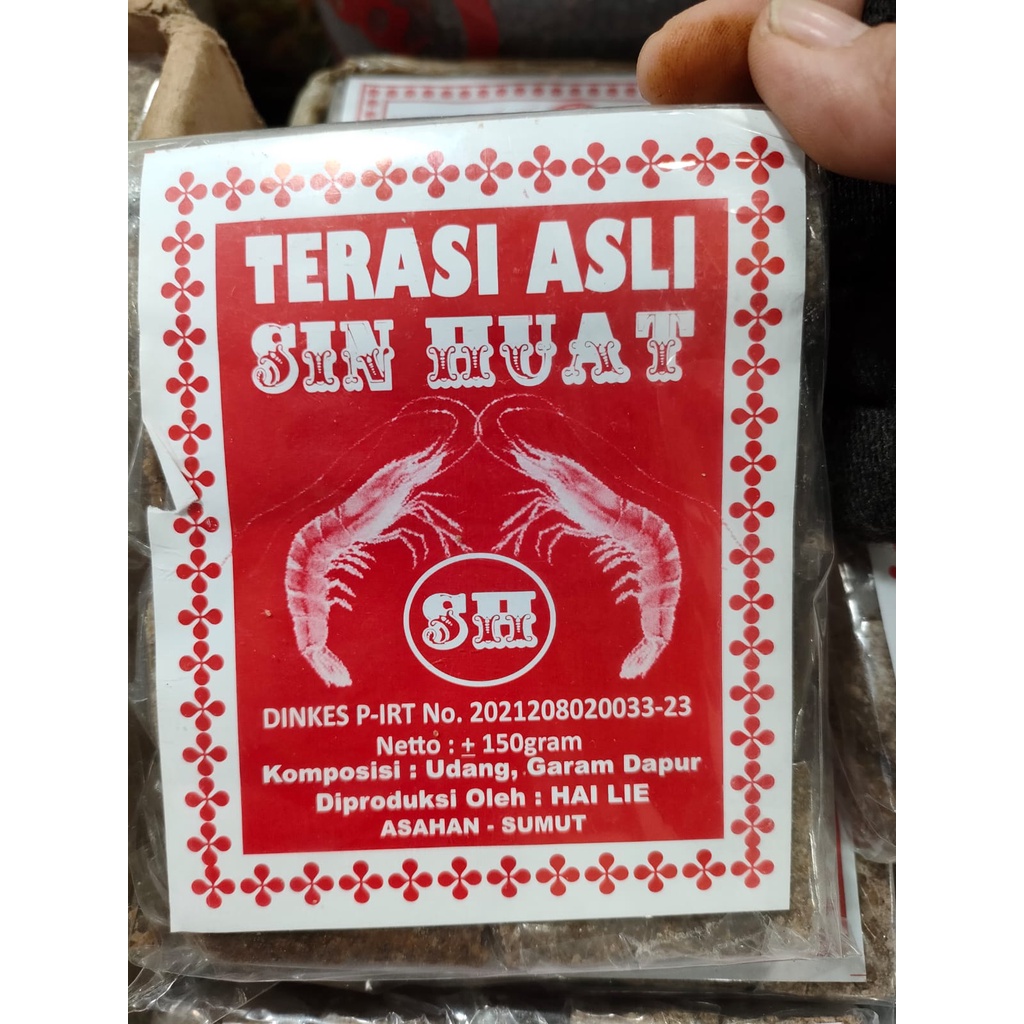 TERASI ASLI
SIN HUAT
SH
DINKES P-IRT No. 2021208020033-23
Netto : ± 150gram
Komposisi : Udang, Garam Dapur
Diproduksi Oleh : HAI LIE
ASAHAN - SUMUT